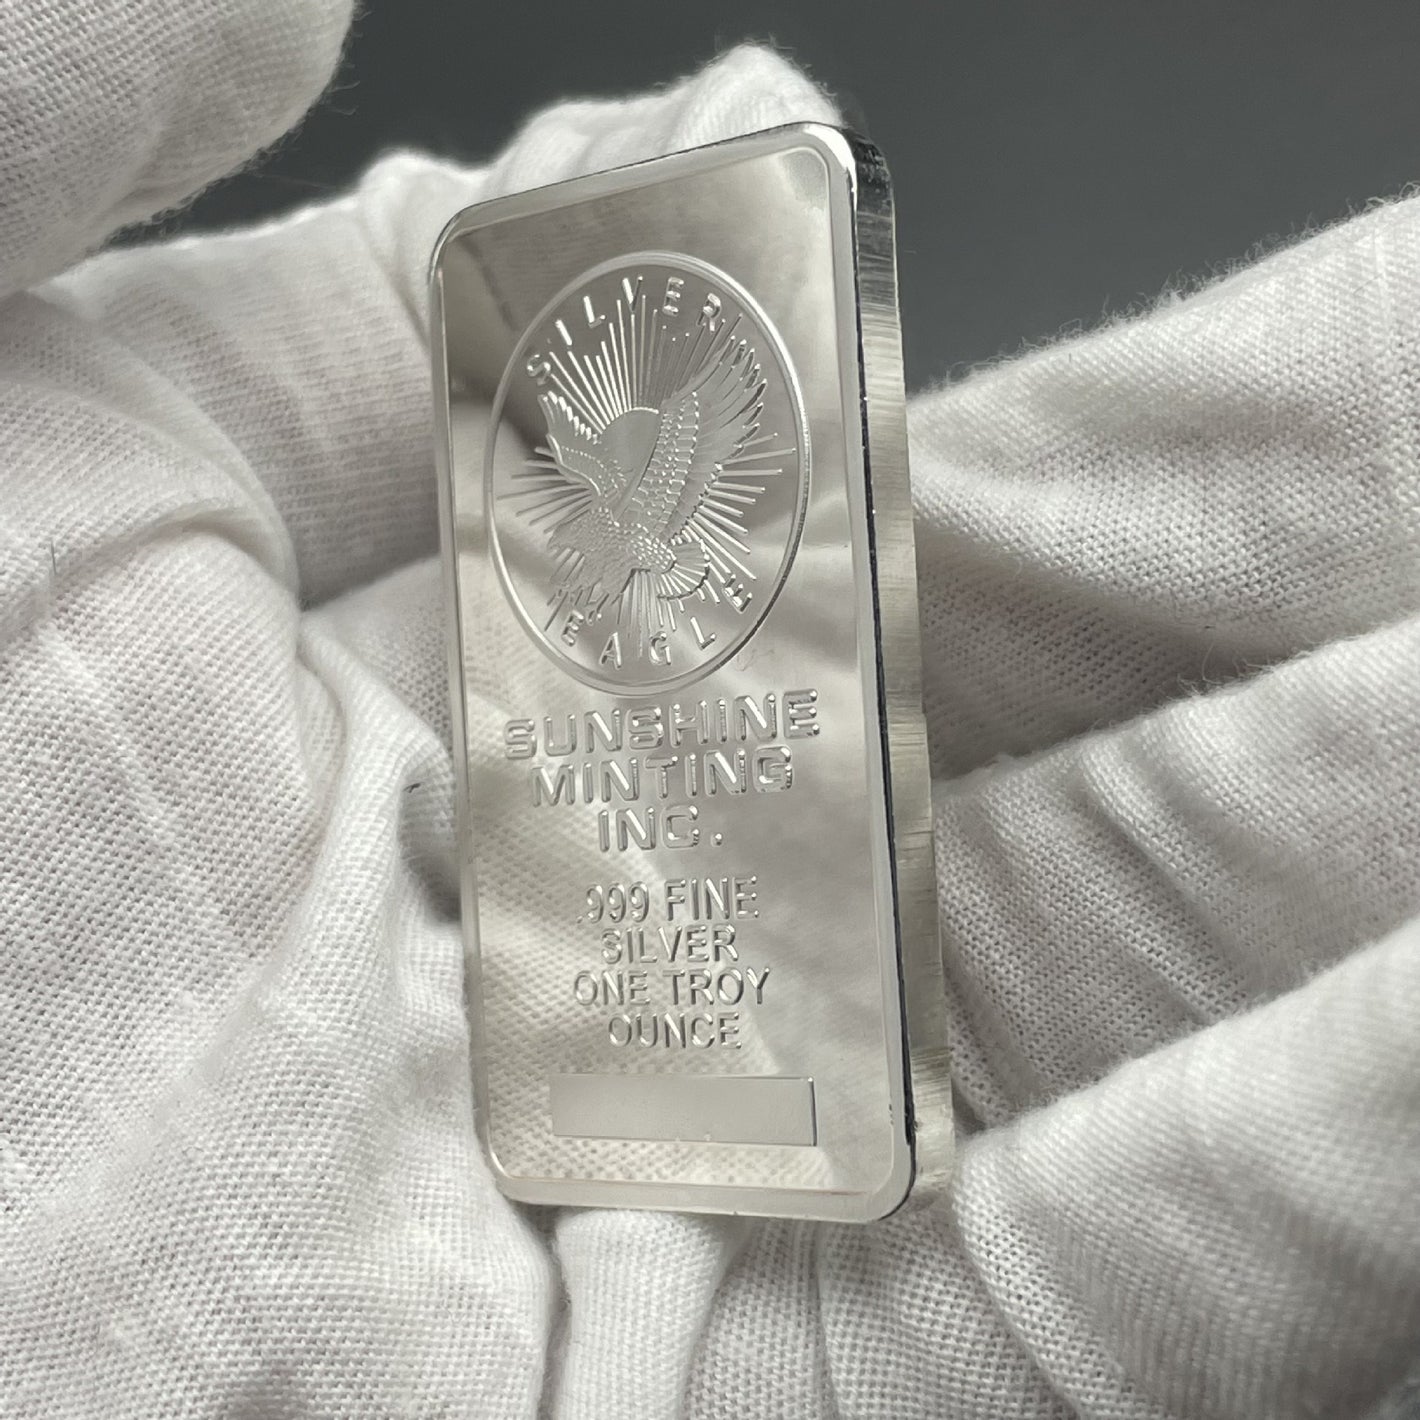 SILVER
EAGLE
SUNSHINE
MINTING
INC.
.999 FINE
SILVER
ONE TROY
OUNCE